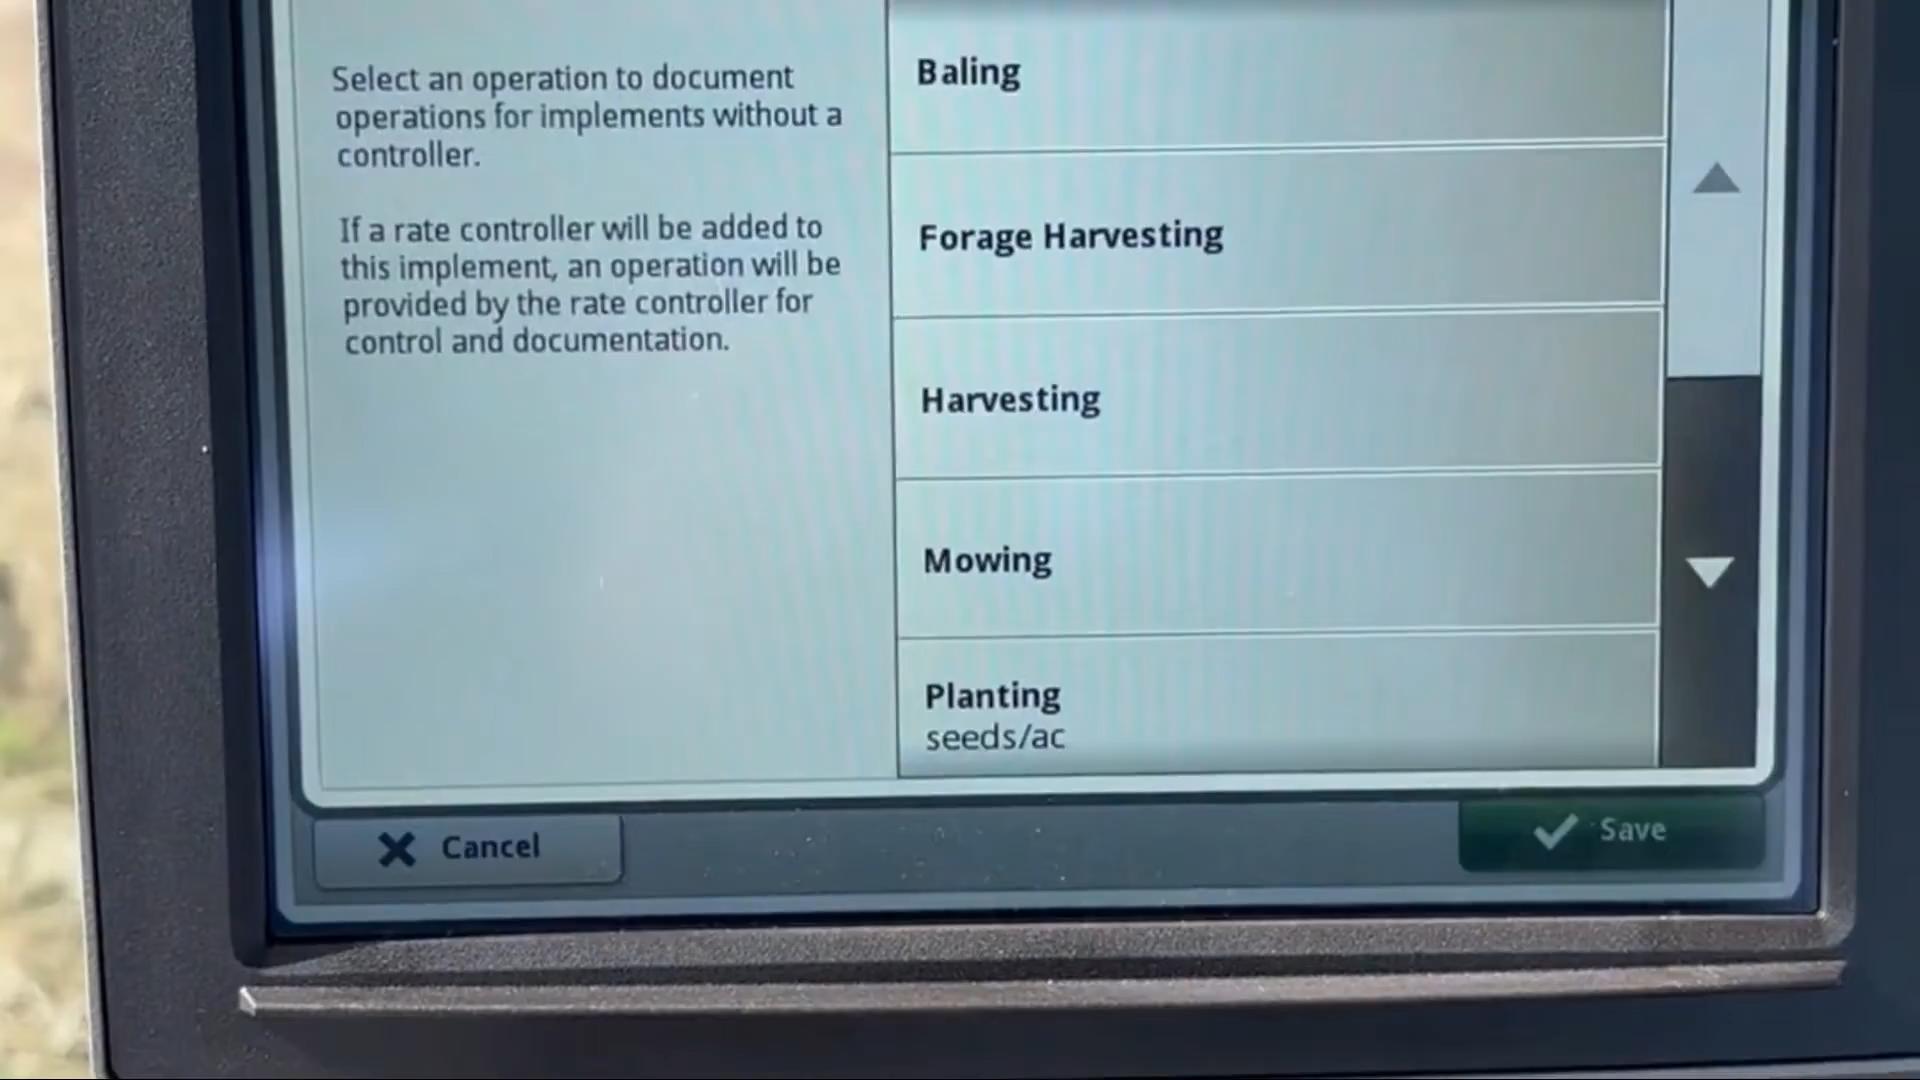 Select an operation to document
operations for implements without a
controller.
If a rate controller will be added to
this implement, an operation will be
provided by the rate controller for
control and documentation.
Baling
Forage Harvesting
Harvesting
Mowing
Planting
seeds/ac
Cancel
Save